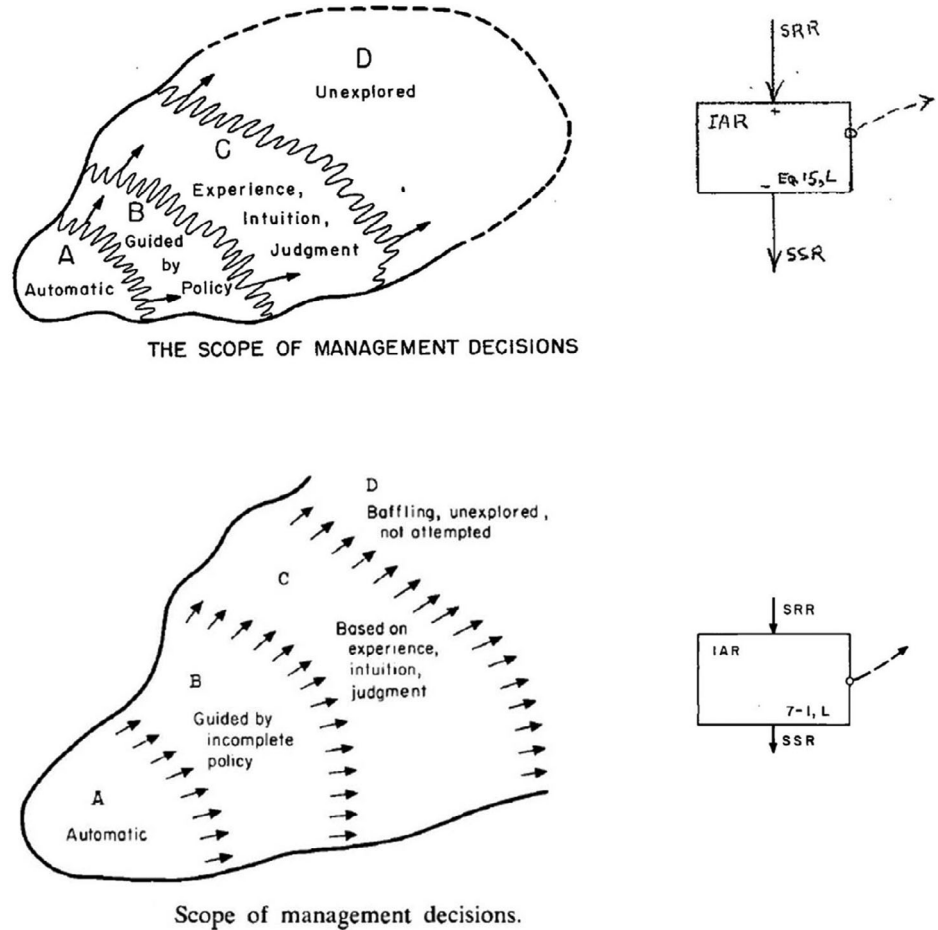 D
Unexplored
C
Experience,
Intuition,
Judgment
B
Guided
by
Policy
A
Automatic
THE SCOPE OF MANAGEMENT DECISIONS
SRR
IAR
+
- EQ 15, L
SSR
D
Baffling, unexplored,
not attempted
C
Based on
experience,
intuition,
judgment
B
Guided by
incomplete
policy
A
Automatic
Scope of management decisions.
SRR
IAR
7-1, L
SSR